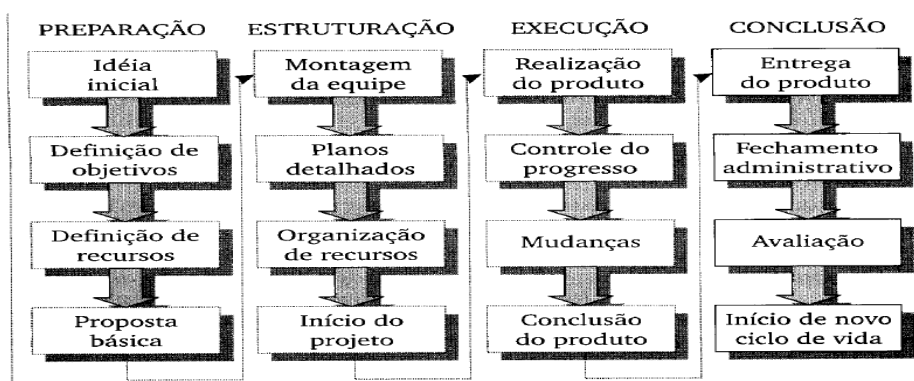 PREPARAÇÃO
Idéia
inicial
Definição de
objetivos
Definição de
recursos
Proposta
básica
ESTRUTURAÇÃO
Montagem
da equipe
Planos
detalhados
Organização
de recursos
Início do
projeto
EXECUÇÃO
Realização
do produto
Controle do
progresso
Mudanças
Conclusão
do produto
CONCLUSÃO
Entrega
do produto
Fechamento
administrativo
Avaliação
Início de novo
ciclo de vida